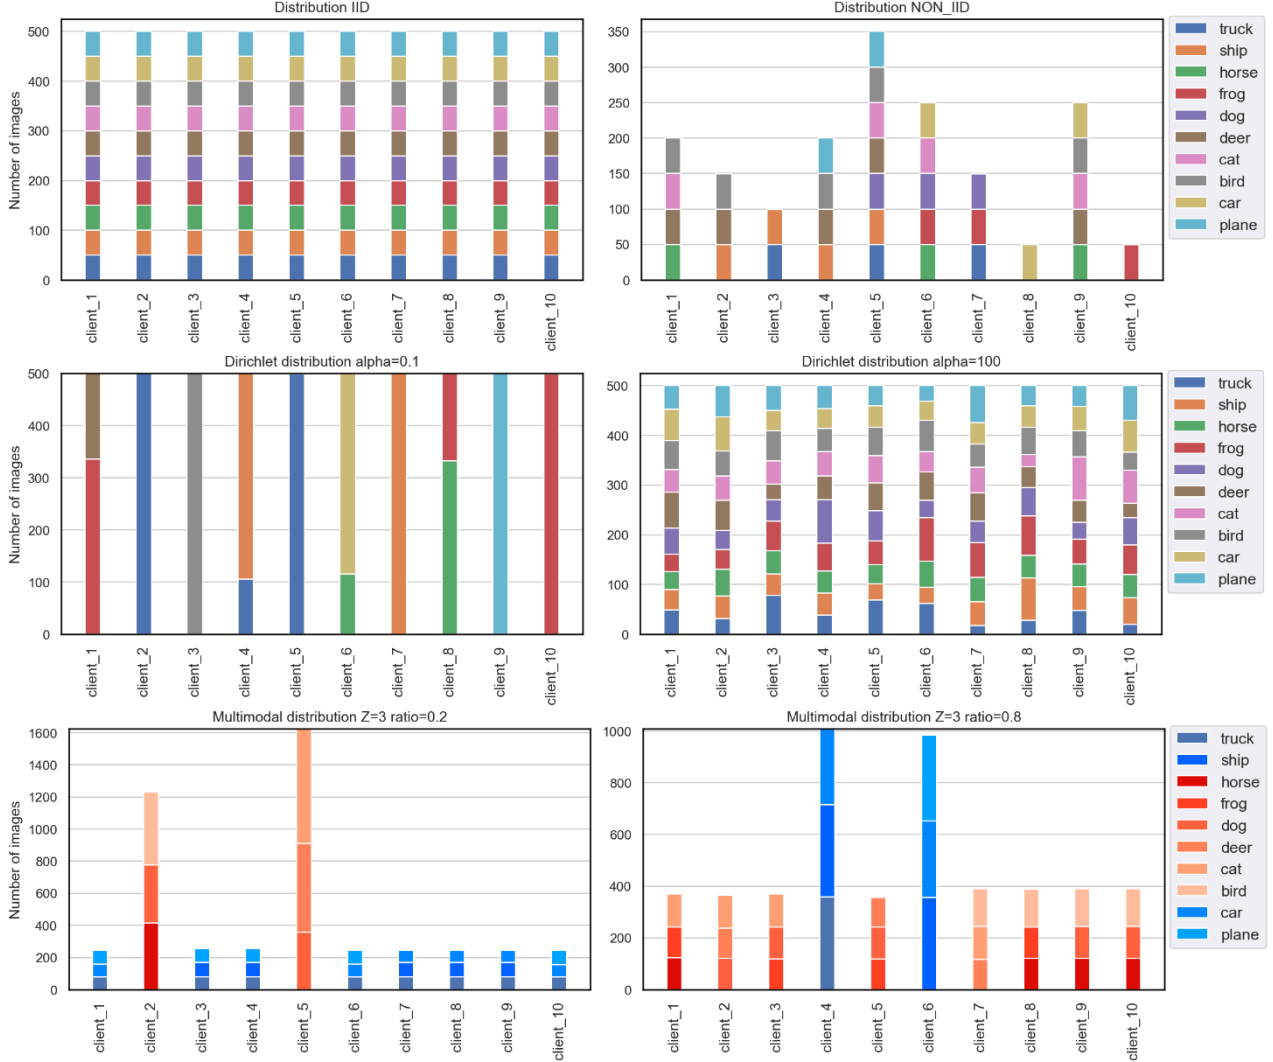 Distribution IID
Number of images
500
400
300
200
100
0
client_1
client_2
client_3
client_4
client_5
client_6
client_7
client_8
client_9
client_10
Distribution NON_IID
350
300
250
200
150
100
50
0
client_1
client_2
client_3
client_4
client_5
client_6
client_7
client_8
client_9
client_10
truck
ship
horse
frog
dog
deer
cat
bird
car
plane
Dirichlet distribution alpha=0.1
Number of images
500
400
300
200
100
0
client_1
client_2
client_3
client_4
client_5
client_6
client_7
client_8
client_9
client_10
Dirichlet distribution alpha=100
500
400
300
200
100
0
client_1
client_2
client_3
client_4
client_5
client_6
client_7
client_8
client_9
client_10
truck
ship
horse
frog
dog
deer
cat
bird
car
plane
Multimodal distribution Z=3 ratio=0.2
Number of images
1600
1400
1200
1000
800
600
400
200
0
client_1
client_2
client_3
client_4
client_5
client_6
client_7
client_8
client_9
client_10
Multimodal distribution Z=3 ratio=0.8
1000
800
600
400
200
0
client_1
client_2
client_3
client_4
client_5
client_6
client_7
client_8
client_9
client_10
truck
ship
horse
frog
dog
deer
cat
bird
car
plane